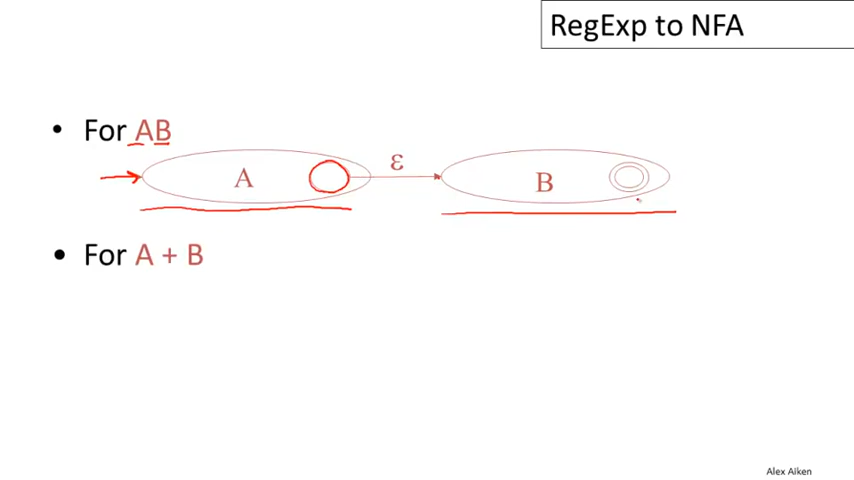 RegExp to NFA
• For AB
A ε B
• For A + B
Alex Aiken